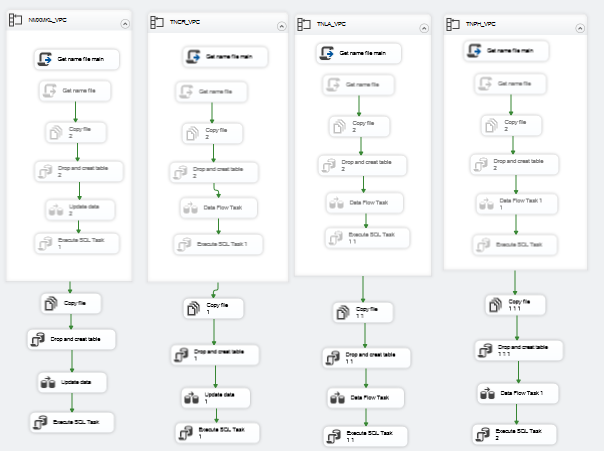 NMXWKL_VPC
Get name file main
Get name file
Copy file
2
Drop and creat table
2
Update data
2
Execute SQL Task
1
Copy file
Drop and creat table
Update data
Execute SQL Task
TNCR_VPC
Get name file main
Get name file
Copy file
2
Drop and creat table
2
Data Flow Task
Execute SQL Task 1
Copy file
1
Drop and creat table
1
Update data
1
Execute SQL Task
1
TNLA_VPC
Get name file main
Get name file
Copy file
2
Drop and creat table
2
Data Flow Task
Execute SQL Task
1 1
Copy file
1 1
Drop and creat table
1 1
Data Flow Task
Execute SQL Task
1 1
TNPH_VPC
Get name file main
Get name file
Copy file
2
Drop and creat table
2
Data Flow Task 1
1
Execute SQL Task
Copy file
1 1 1
Drop and creat table
1 1 1
Data Flow Task 1
Execute SQL Task
2